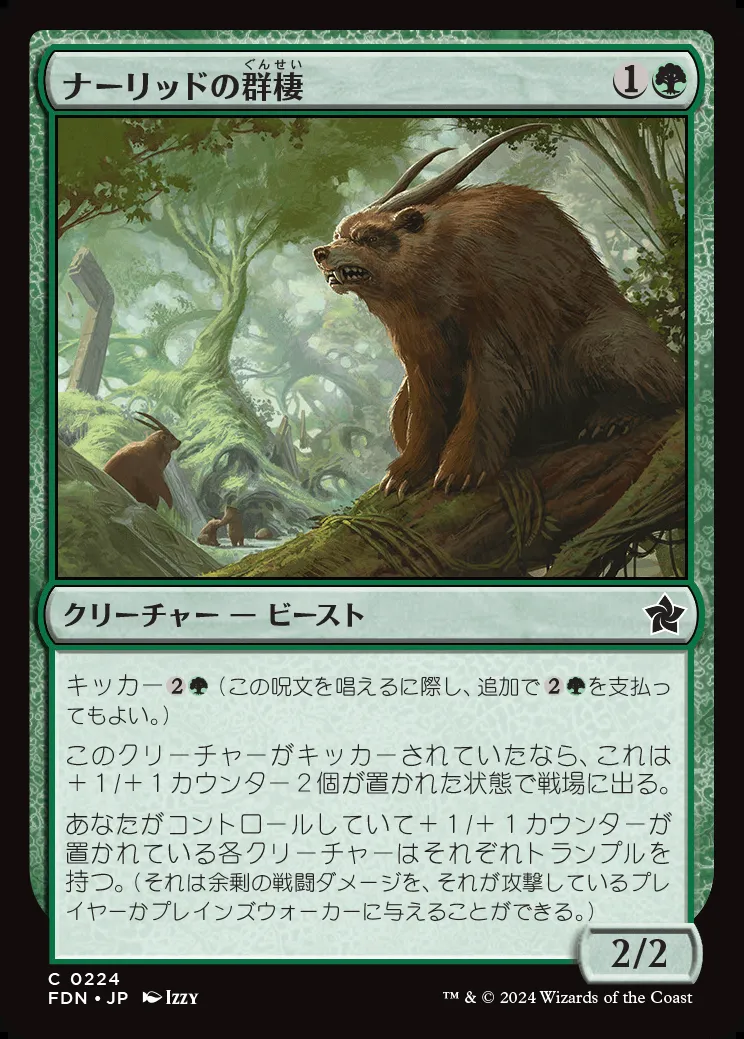 ぐんせい
ナーリッドの群棲 1
クリーチャー — ビースト
キッカー2（この呪文を唱えるに際し、追加で2を支払っ
てもよい。）
このクリーチャーがキッカーされていたなら、これは
＋１/＋１カウンター２個が置かれた状態で戦場に出る。
あなたがコントロールしていて＋１/＋１カウンターが
置かれている各クリーチャーはそれぞれトランプルを
持つ。（それは余剰の戦闘ダメージを、それが攻撃しているプレ
イヤーかプレインズウォーカーに与えることができる。）
2/2
C 0224
FDN • JP Izzy
™ & © 2024 Wizards of the Coast